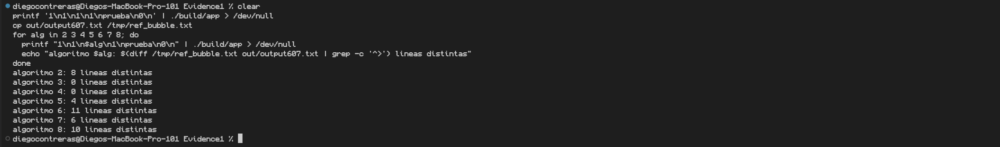 diegocontreras@Diegos-MacBook-Pro-101 Evidence1 % clear
printf '1\n1\n1\n1\nprueba\n0\n' | ./build/app > /dev/null
cp out/output607.txt /tmp/ref_bubble.txt
for alg in 2 3 4 5 6 7 8; do
  printf "1\n1\n$alg\n1\nprueba\n0\n" | ./build/app > /dev/null
  echo "algoritmo $alg: $(diff /tmp/ref_bubble.txt out/output607.txt | grep -c '^>') lineas distintas"
done
algoritmo 2: 8 lineas distintas
algoritmo 3: 0 lineas distintas
algoritmo 4: 0 lineas distintas
algoritmo 5: 4 lineas distintas
algoritmo 6: 11 lineas distintas
algoritmo 7: 6 lineas distintas
algoritmo 8: 10 lineas distintas
diegocontreras@Diegos-MacBook-Pro-101 Evidence1 %